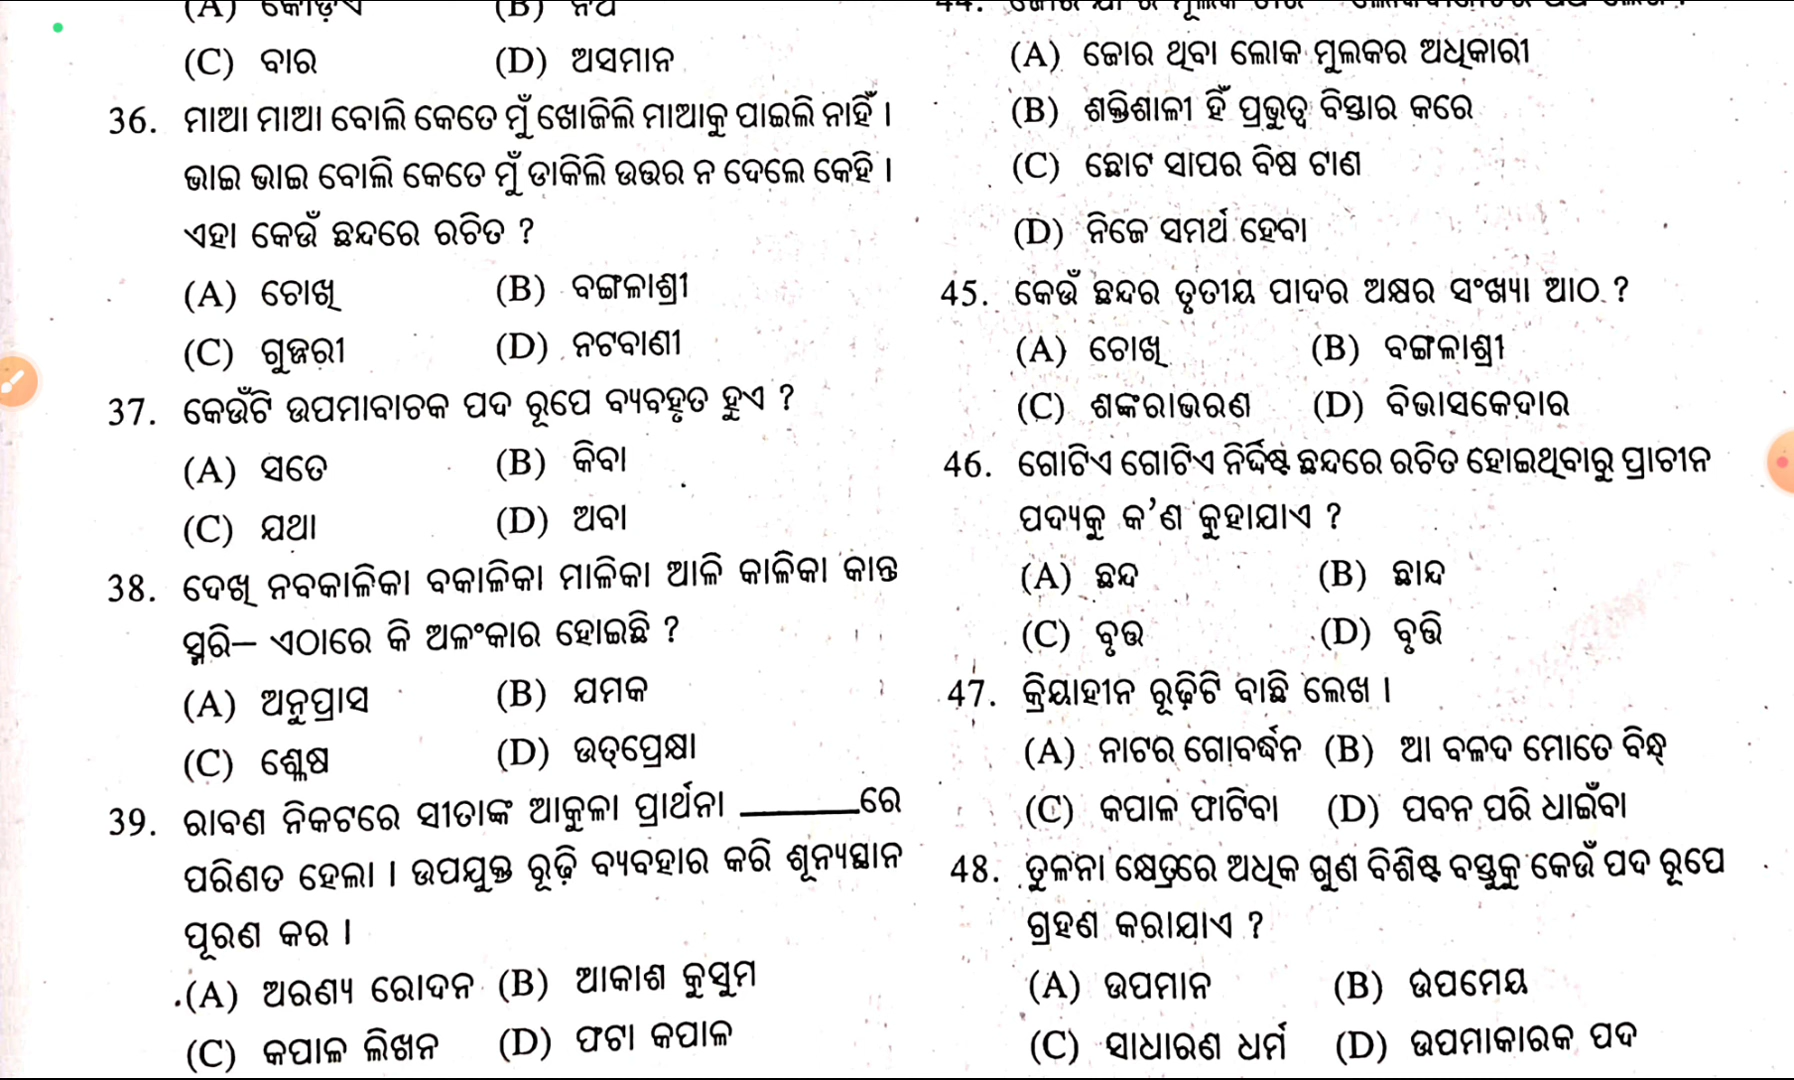 (C) ବାର (D) ଅସମାନ
36. ମାଆ ମାଆ ବୋଲି କେତେ ମୁଁ ଖୋଜିଲି ମାଆକୁ ପାଇଲି ନାହିଁ ।
ଭାଇ ଭାଇ ବୋଲି କେତେ ମୁଁ ଡାକିଲି ଉତ୍ତର ନ ଦେଲେ କେହି ।
ଏହା କେଉଁ ଛନ୍ଦରେ ରଚିତ ?
(A) ଚୋଖି (B) ବଙ୍ଗଳାଶ୍ରୀ
(C) ଗୁଜ୍ଜରୀ (D) ନଟବାଣୀ
37. କେଉଁଟି ଉପମାବାଚକ ପଦ ରୂପେ ବ୍ୟବହୃତ ହୁଏ ?
(A) ସତେ (B) କିବା
(C) ଯଥା (D) ଅବା
38. ଦେଖି ନବକାଳିକା ବକାଳିକା ମାଳିକା ଆଳି କାଳିକା କାନ୍ତ
ସ୍ମରି– ଏଠାରେ କି ଅଳଂକାର ହୋଇଛି ?
(A) ଅନୁପ୍ରାସ (B) ଯମକ
(C) ଶ୍ଳେଷ (D) ଉତ୍‌ପ୍ରେକ୍ଷା
39. ରାବଣ ନିକଟରେ ସୀତାଙ୍କ ଆକୁଳା ପ୍ରାର୍ଥନା ______ରେ
ପରିଣତ ହେଲା । ଉପଯୁକ୍ତ ରୂଢ଼ି ବ୍ୟବହାର କରି ଶୂନ୍ୟସ୍ଥାନ
ପୂରଣ କର ।
(A) ଅରଣ୍ୟ ରୋଦନ (B) ଆକାଶ କୁସୁମ
(C) କପାଳ ଲିଖନ (D) ଫଟା କପାଳ
(A) ଜୋର ଥିବା ଲୋକ ମୁଲକର ଅଧିକାରୀ
(B) ଶକ୍ତିଶାଳୀ ହିଁ ପ୍ରଭୁତ୍ୱ ବିସ୍ତାର କରେ
(C) ଛୋଟ ସାପର ବିଷ ଟାଣ
(D) ନିଜେ ସମର୍ଥ ହେବା
45. କେଉଁ ଛନ୍ଦର ତୃତୀୟ ପାଦର ଅକ୍ଷର ସଂଖ୍ୟା ଆଠ ?
(A) ଚୋଖି (B) ବଙ୍ଗଳାଶ୍ରୀ
(C) ଶଙ୍କରାଭରଣ (D) ବିଭାସକେଦାର
46. ଗୋଟିଏ ଗୋଟିଏ ନିର୍ଦ୍ଦିଷ୍ଟ ଛନ୍ଦରେ ରଚିତ ହୋଇଥିବାରୁ ପ୍ରାଚୀନ
ପଦ୍ୟକୁ କ’ଣ କୁହାଯାଏ ?
(A) ଛନ୍ଦ (B) ଛାନ୍ଦ
(C) ବୃତ୍ତ (D) ବୃତ୍ତି
47. କ୍ରିୟାହୀନ ରୂଢ଼ିଟି ବାଛି ଲେଖ ।
(A) ନାଟର ଗୋବର୍ଦ୍ଧନ (B) ଆ ବଳଦ ମୋତେ ବିନ୍ଧ୍
(C) କପାଳ ଫାଟିବା (D) ପବନ ପରି ଧାଇଁବା
48. ତୁଳନା କ୍ଷେତ୍ରରେ ଅଧିକ ଗୁଣ ବିଶିଷ୍ଟ ବସ୍ତୁକୁ କେଉଁ ପଦ ରୂପେ
ଗ୍ରହଣ କରାଯାଏ ?
(A) ଉପମାନ (B) ଉପମେୟ
(C) ସାଧାରଣ ଧର୍ମ (D) ଉପମାକାରକ ପଦ